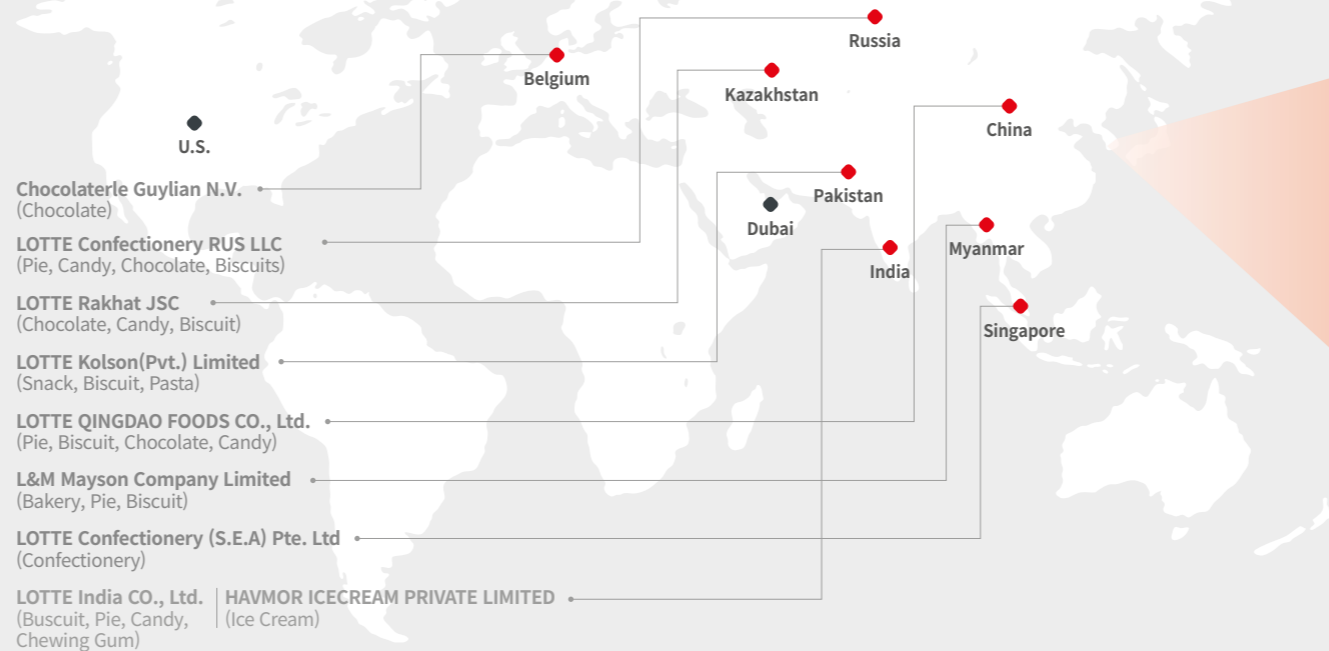 Russia
Belgium
Kazakhstan
China
U.S.
Pakistan
Dubai
Myanmar
India
Singapore
Chocolaterle Guylian N.V.
(Chocolate)
LOTTE Confectionery RUS LLC
(Pie, Candy, Chocolate, Biscuits)
LOTTE Rakhat JSC
(Chocolate, Candy, Biscuit)
LOTTE Kolson(Pvt.) Limited
(Snack, Biscuit, Pasta)
LOTTE QINGDAO FOODS CO., Ltd.
(Pie, Biscuit, Chocolate, Candy)
L&M Mayson Company Limited
(Bakery, Pie, Biscuit)
LOTTE Confectionery (S.E.A) Pte. Ltd
(Confectionery)
LOTTE India CO., Ltd.
(Buscuit, Pie, Candy,
Chewing Gum)
HAVMOR ICECREAM PRIVATE LIMITED
(Ice Cream)